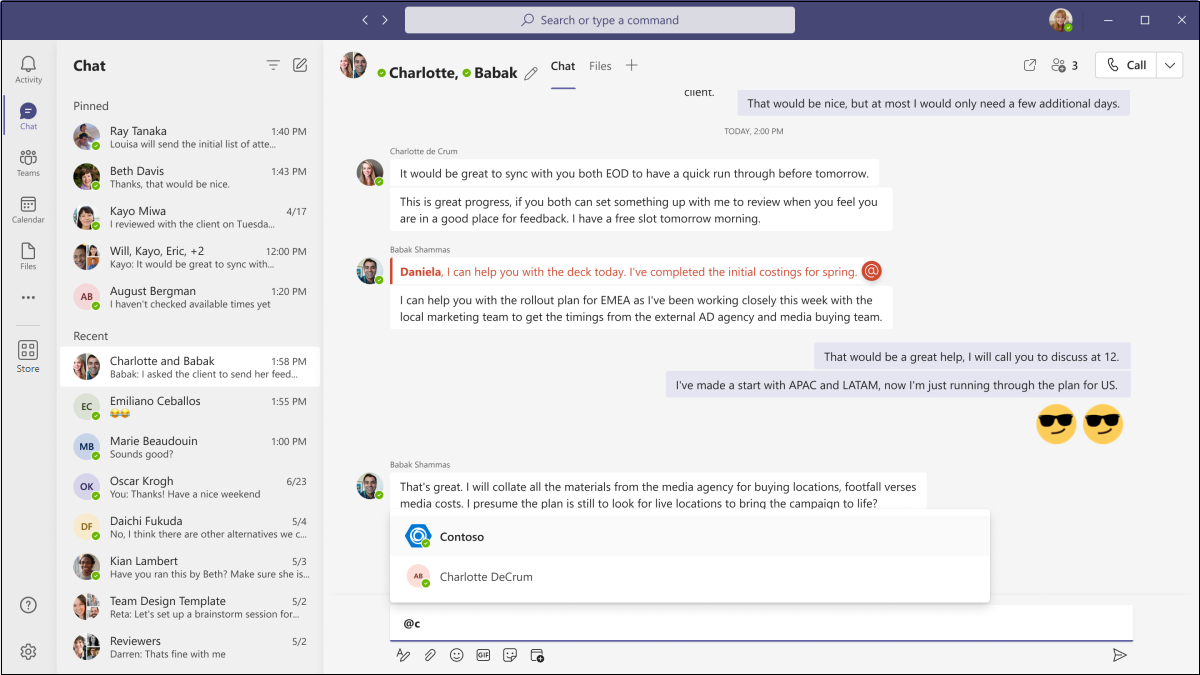 Search or type a command
Activity
Chat
Teams
Calendar
Files
Store
Chat
Pinned
Ray Tanaka 1:40 PM
Louisa will send the initial list of atte...
Beth Davis 1:43 PM
Thanks, that would be nice.
Kayo Miwa 4/17
I reviewed with the client on Tuesda...
Will, Kayo, Eric, +2 12:00 PM
Kayo: It would be great to sync with...
AB
August Bergman 1:20 PM
I haven't checked available times yet
Recent
Charlotte and Babak 1:58 PM
Babak: I asked the client to send her feed...
EC
Emiliano Ceballos 1:55 PM
MB
Marie Beaudouin 1:00 PM
Sounds good?
OK
Oscar Krogh 6/23
You: Thanks! Have a nice weekend
DF
Daichi Fukuda 5/4
No, I think there are other alternatives we c...
Kian Lambert 5/3
Have you ran this by Beth? Make sure she is...
Team Design Template 5/2
Reta: Let's set up a brainstorm session for...
Reviewers 5/2
Darren: Thats fine with me
Charlotte, Babak
Chat Files
3
Call
client.
That would be nice, but at most I would only need a few additional days.
TODAY, 2:00 PM
Charlotte de Crum
It would be great to sync with you both EOD to have a quick run through before tomorrow.
This is great progress, if you both can set something up with me to review when you feel you
are in a good place for feedback. I have a free slot tomorrow morning.
Babak Shammas
Daniela, I can help you with the deck today. I've completed the initial costings for spring. @
I can help you with the rollout plan for EMEA as I've been working closely this week with the
local marketing team to get the timings from the external AD agency and media buying team.
That would be a great help, I will call you to discuss at 12.
I've made a start with APAC and LATAM, now I'm just running through the plan for US.
Babak Shammas
That's great. I will collate all the materials from the media agency for buying locations, footfall verses
media costs. I presume the plan is still to look for live locations to bring the campaign to life?
Contoso
AB
Charlotte DeCrum
@c
GIF